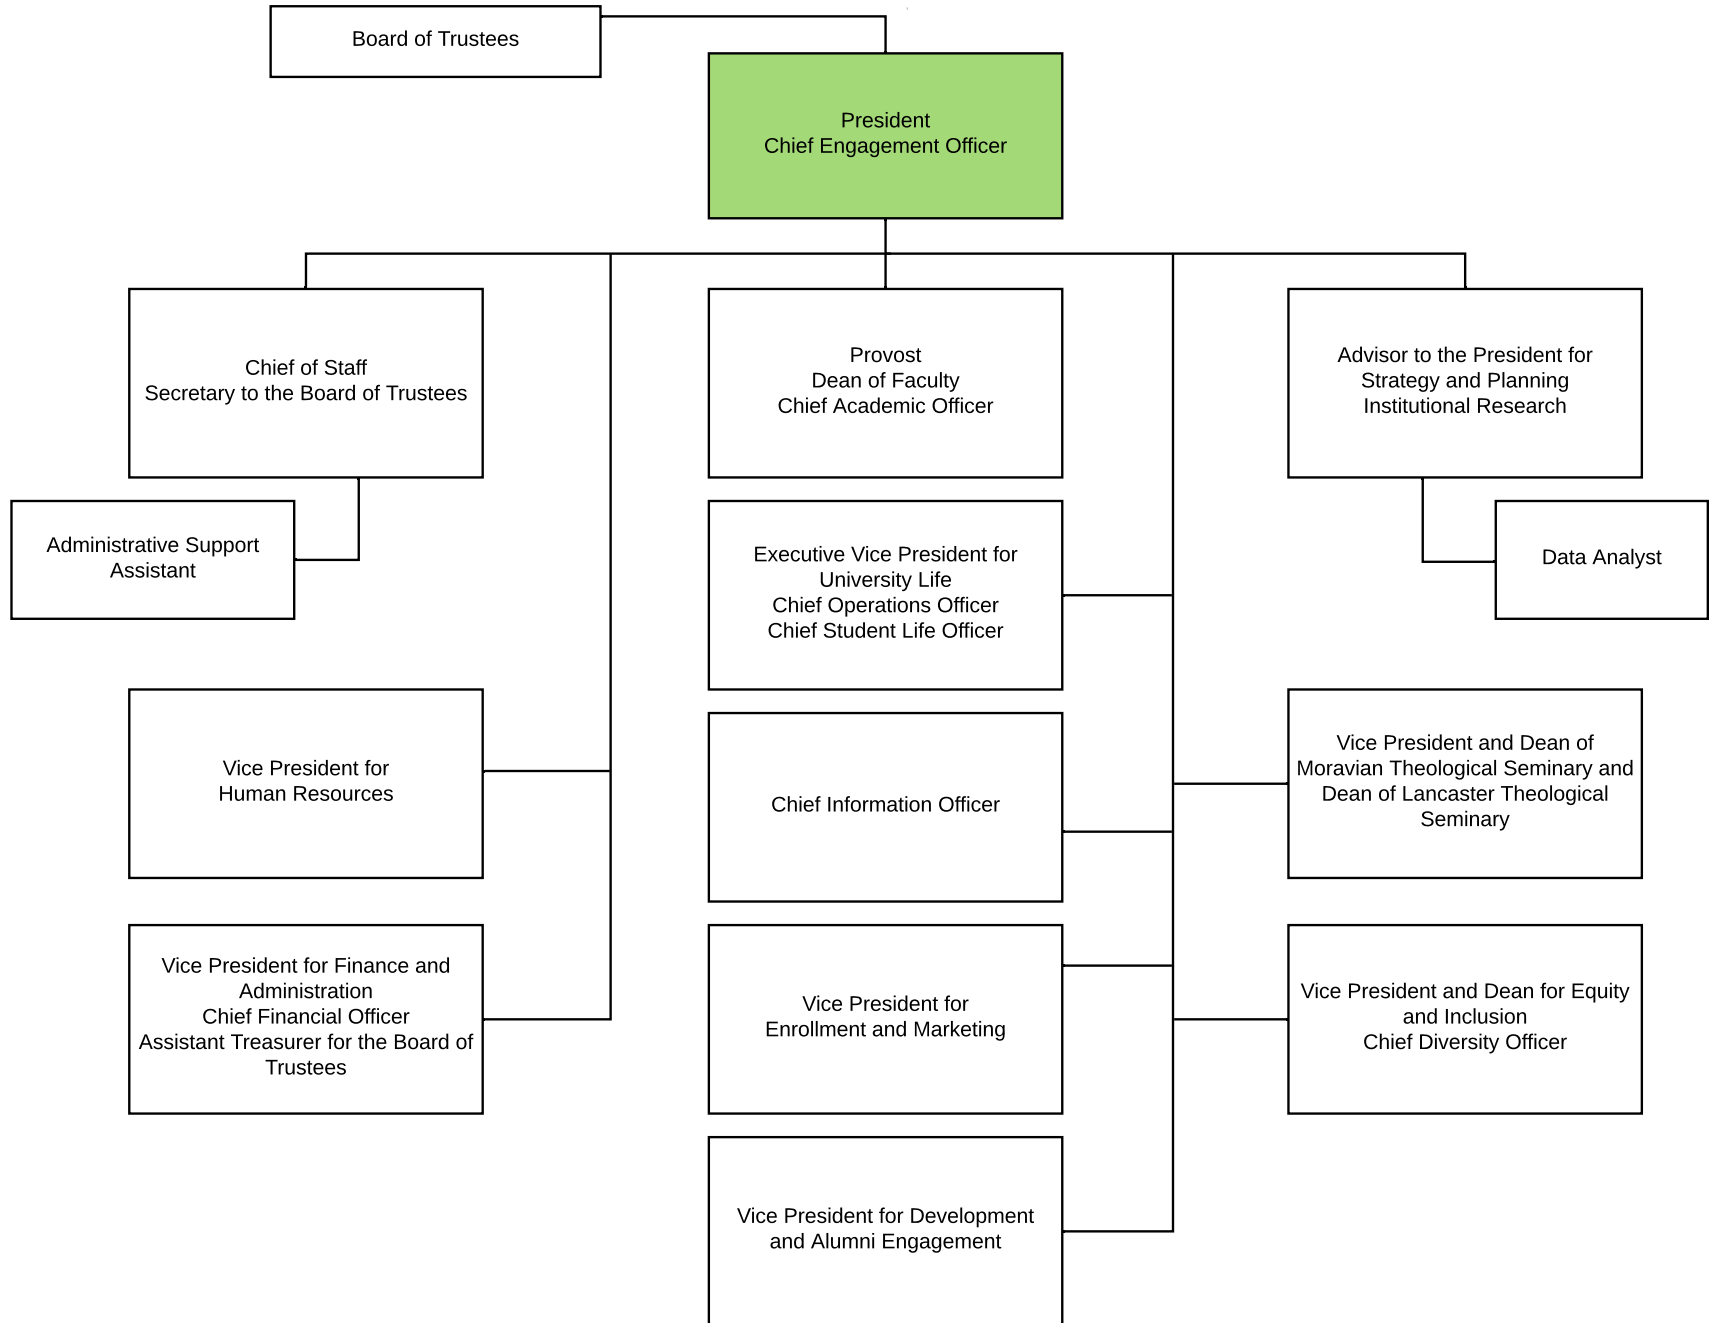 Board of Trustees
President
Chief Engagement Officer
Chief of Staff
Secretary to the Board of Trustees
Provost
Dean of Faculty
Chief Academic Officer
Advisor to the President for
Strategy and Planning
Institutional Research
Administrative Support
Assistant
Executive Vice President for
University Life
Chief Operations Officer
Chief Student Life Officer
Data Analyst
Vice President for
Human Resources
Chief Information Officer
Vice President and Dean of
Moravian Theological Seminary and
Dean of Lancaster Theological
Seminary
Vice President for Finance and
Administration
Chief Financial Officer
Assistant Treasurer for the Board of
Trustees
Vice President for
Enrollment and Marketing
Vice President and Dean for Equity
and Inclusion
Chief Diversity Officer
Vice President for Development
and Alumni Engagement